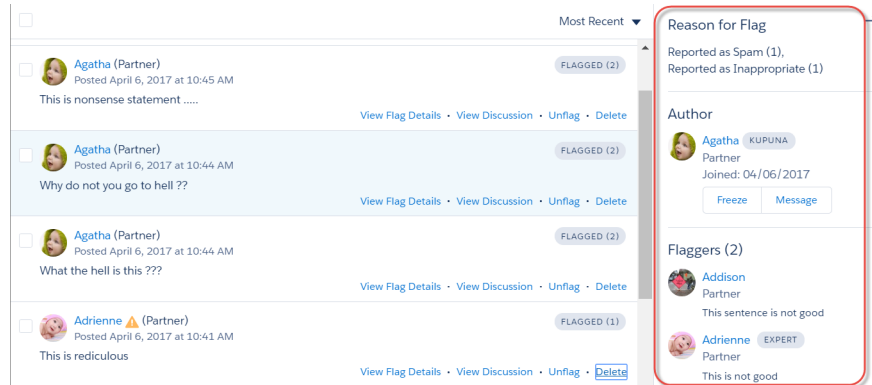 Most Recent
Agatha (Partner)
Posted April 6, 2017 at 10:45 AM
FLAGGED (2)
This is nonsense statement .....
View Flag Details • View Discussion • Unflag • Delete
Agatha (Partner)
Posted April 6, 2017 at 10:44 AM
FLAGGED (2)
Why do not you go to hell ??
View Flag Details • View Discussion • Unflag • Delete
Agatha (Partner)
Posted April 6, 2017 at 10:44 AM
FLAGGED (2)
What the hell is this ???
View Flag Details • View Discussion • Unflag • Delete
Adrienne (Partner)
Posted April 6, 2017 at 10:41 AM
FLAGGED (1)
This is rediculous
View Flag Details • View Discussion • Unflag • Delete
Reason for Flag
Reported as Spam (1),
Reported as Inappropriate (1)
Author
Agatha KUPUNA
Partner
Joined: 04/06/2017
Freeze Message
Flaggers (2)
Addison
Partner
This sentence is not good
Adrienne EXPERT
Partner
This is not good